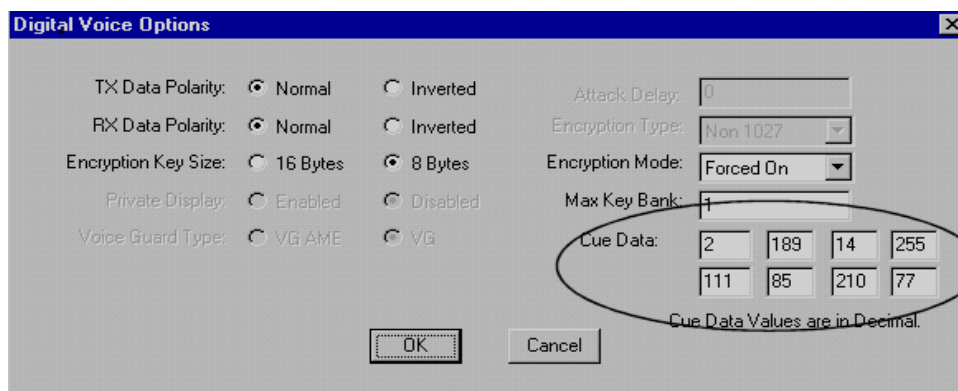 Digital Voice Options
TX Data Polarity: Normal Inverted
RX Data Polarity: Normal Inverted
Encryption Key Size: 16 Bytes 8 Bytes
Private Display: Enabled Disabled
Voice Guard Type: VG AME VG
Attack Delay: 0
Encryption Type: Non 1027
Encryption Mode: Forced On
Max Key Bank: 1
Cue Data: 2 189 14 255
111 85 210 77
Cue Data Values are in Decimal.
OK Cancel